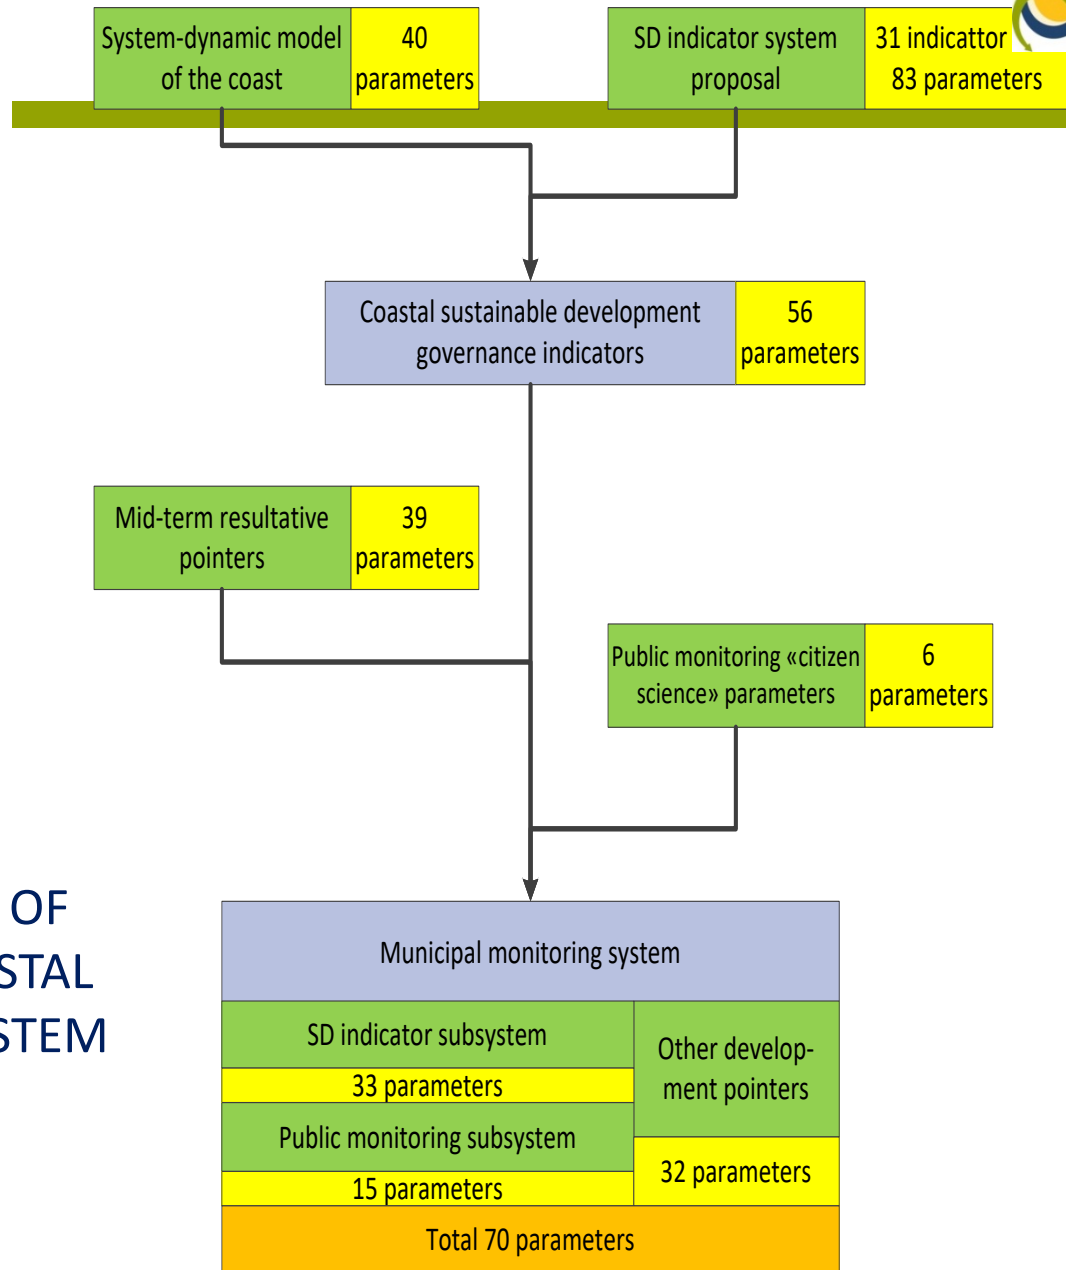 System-dynamic model
of the coast
40
parameters
SD indicator system
proposal
31 indicattor
83 parameters
Coastal sustainable development
governance indicators
56
parameters
Mid-term resultative
pointers
39
parameters
Public monitoring «citizen
science» parameters
6
parameters
OF
STAL
STEM
Municipal monitoring system
SD indicator subsystem
33 parameters
Public monitoring subsystem
15 parameters
Other develop-
ment pointers
32 parameters
Total 70 parameters